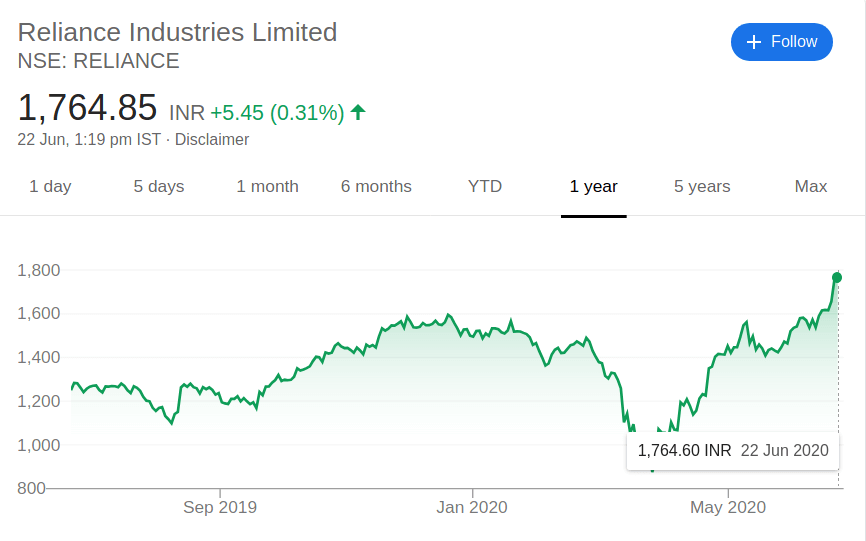 Reliance Industries Limited
NSE: RELIANCE
+ Follow
1,764.85 INR +5.45 (0.31%)
22 Jun, 1:19 pm IST · Disclaimer
1 day 5 days 1 month 6 months YTD 1 year 5 years Max
1,800
1,600
1,400
1,200
1,000
800
1,764.60 INR 22 Jun 2020
Sep 2019 Jan 2020 May 2020